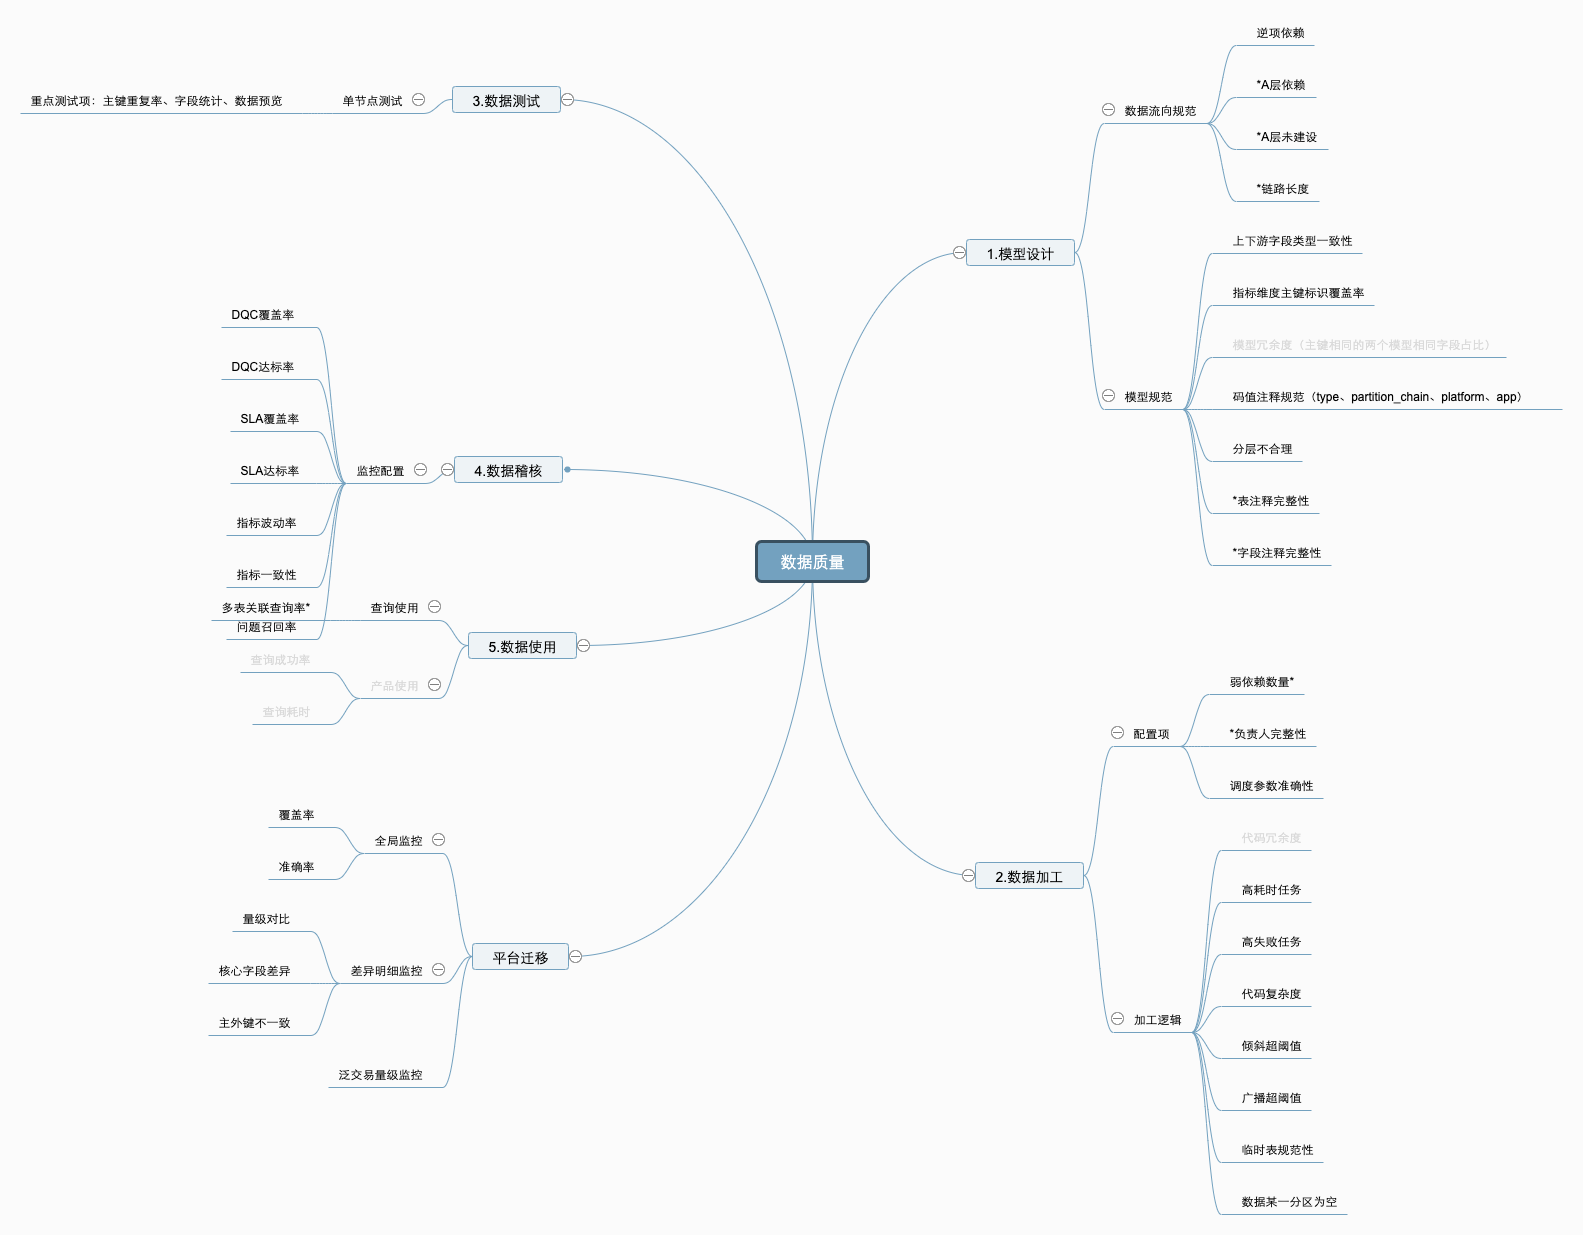 数据质量
1.模型设计
数据流向规范
逆项依赖
*A层依赖
*A层未建设
*链路长度
模型规范
上下游字段类型一致性
指标维度主键标识覆盖率
模型冗余度（主键相同的两个模型相同字段占比）
码值注释规范（type、partition_chain、platform、app）
分层不合理
*表注释完整性
*字段注释完整性
2.数据加工
配置项
弱依赖数量*
*负责人完整性
调度参数准确性
加工逻辑
代码冗余度
高耗时任务
高失败任务
代码复杂度
倾斜超阈值
广播超阈值
临时表规范性
数据某一分区为空
3.数据测试
单节点测试
重点测试项：主键重复率、字段统计、数据预览
4.数据稽核
监控配置
DQC覆盖率
DQC达标率
SLA覆盖率
SLA达标率
指标波动率
指标一致性
问题召回率
5.数据使用
查询使用
多表关联查询率*
产品使用
查询成功率
查询耗时
平台迁移
全局监控
覆盖率
准确率
差异明细监控
量级对比
核心字段差异
主外键不一致
泛交易量级监控